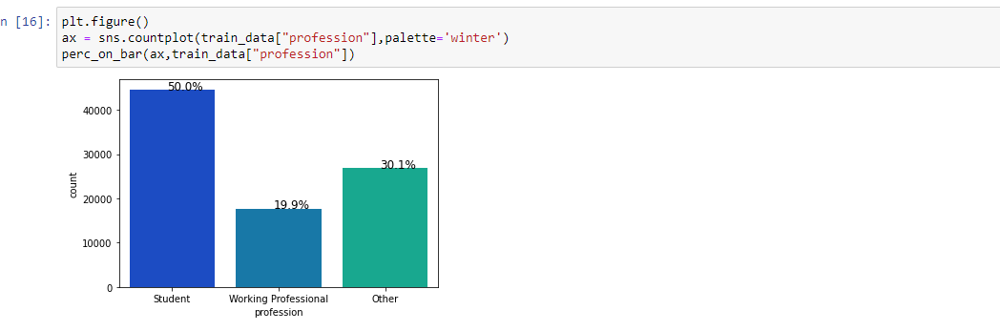 n [16]:
plt.figure()
ax = sns.countplot(train_data["profession"],palette='winter')
perc_on_bar(ax,train_data["profession"])
50.0%
40000
30.1%
30000
19.9%
20000
count
10000
0
Student Working Professional Other
profession